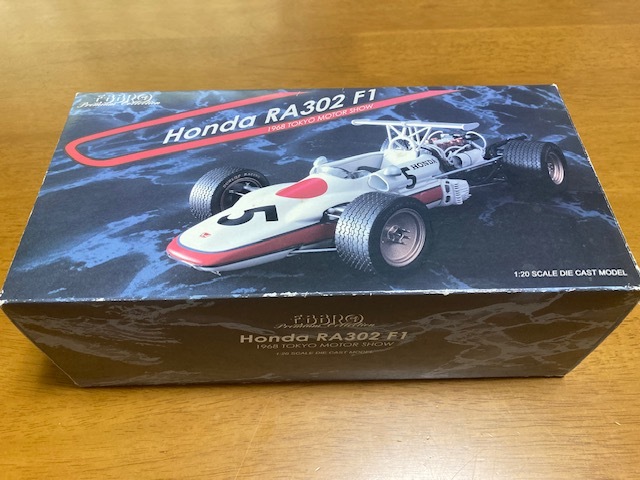 EBBRO
Premium Collection
Honda RA302 F1
1968 TOKYO MOTOR SHOW
5
HONDA
5
1:20 SCALE DIE CAST MODEL
EBBRO
Premium Collection
Honda RA302 F1
1968 TOKYO MOTOR SHOW
1:20 SCALE DIE CAST MODEL